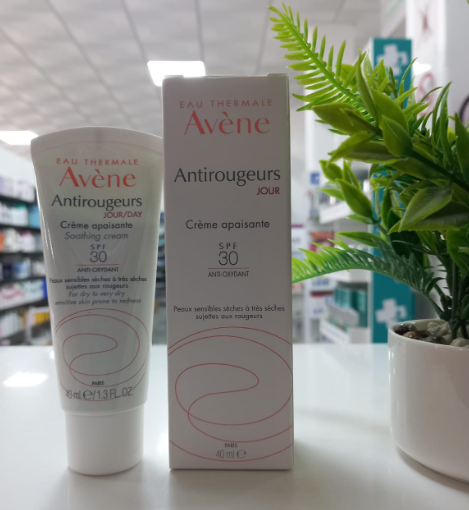 EAU THERMALE
Avène
Antirougeurs
JOUR/DAY
Crème apaisante
Soothing cream
SPF
30
ANTI-OXYDANT
Peaux sensibles sèches à très sèches
sujettes aux rougeurs
For dry to very dry
sensitive skin prone to redness
PARIS
40 ml e/1.3 FL.OZ
EAU THERMALE
Avène
Antirougeurs
JOUR
Crème apaisante
SPF
30
ANTI-OXYDANT
Peaux sensibles sèches à très sèches
sujettes aux rougeurs
PARIS
40 ml e